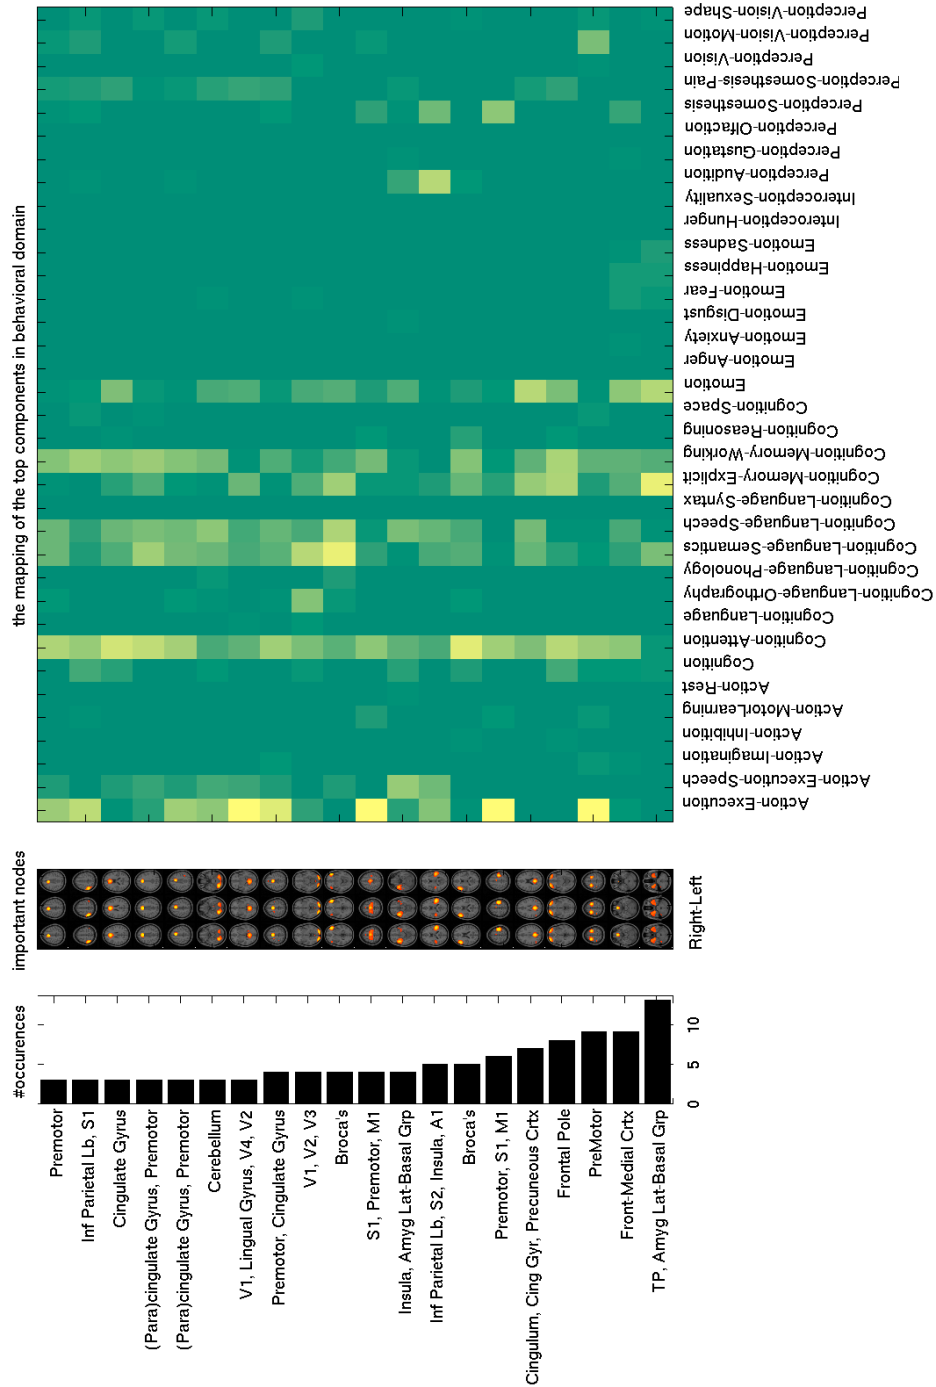 the mapping of the top components in behavioral domain
important nodes
#occurences
Premotor
Inf Parietal Lb, S1
Cingulate Gyrus
(Para)cingulate Gyrus, Premotor
(Para)cingulate Gyrus, Premotor
Cerebellum
V1, Lingual Gyrus, V4, V2
Premotor, Cingulate Gyrus
V1, V2, V3
Broca's
S1, Premotor, M1
Insula, Amyg Lat-Basal Grp
Inf Parietal Lb, S2, Insula, A1
Broca's
Premotor, S1, M1
Cingulum, Cing Gyr, Precuneous Crtx
Frontal Pole
PreMotor
Front-Medial Crtx
TP, Amyg Lat-Basal Grp
0
5
10
Right-Left
Action-Execution
Action-Execution-Speech
Action-Imagination
Action-Inhibition
Action-MotorLearning
Action-Rest
Cognition
Cognition-Attention
Cognition-Language
Cognition-Language-Orthography
Cognition-Language-Phonology
Cognition-Language-Semantics
Cognition-Language-Speech
Cognition-Language-Syntax
Cognition-Memory-Explicit
Cognition-Memory-Working
Cognition-Reasoning
Cognition-Space
Emotion
Emotion-Anger
Emotion-Anxiety
Emotion-Disgust
Emotion-Fear
Emotion-Happiness
Emotion-Sadness
Interoception-Hunger
Interoception-Sexuality
Perception-Audition
Perception-Gustation
Perception-Olfaction
Perception-Somesthesis
Perception-Somesthesis-Pain
Perception-Vision
Perception-Vision-Motion
Perception-Vision-Shape